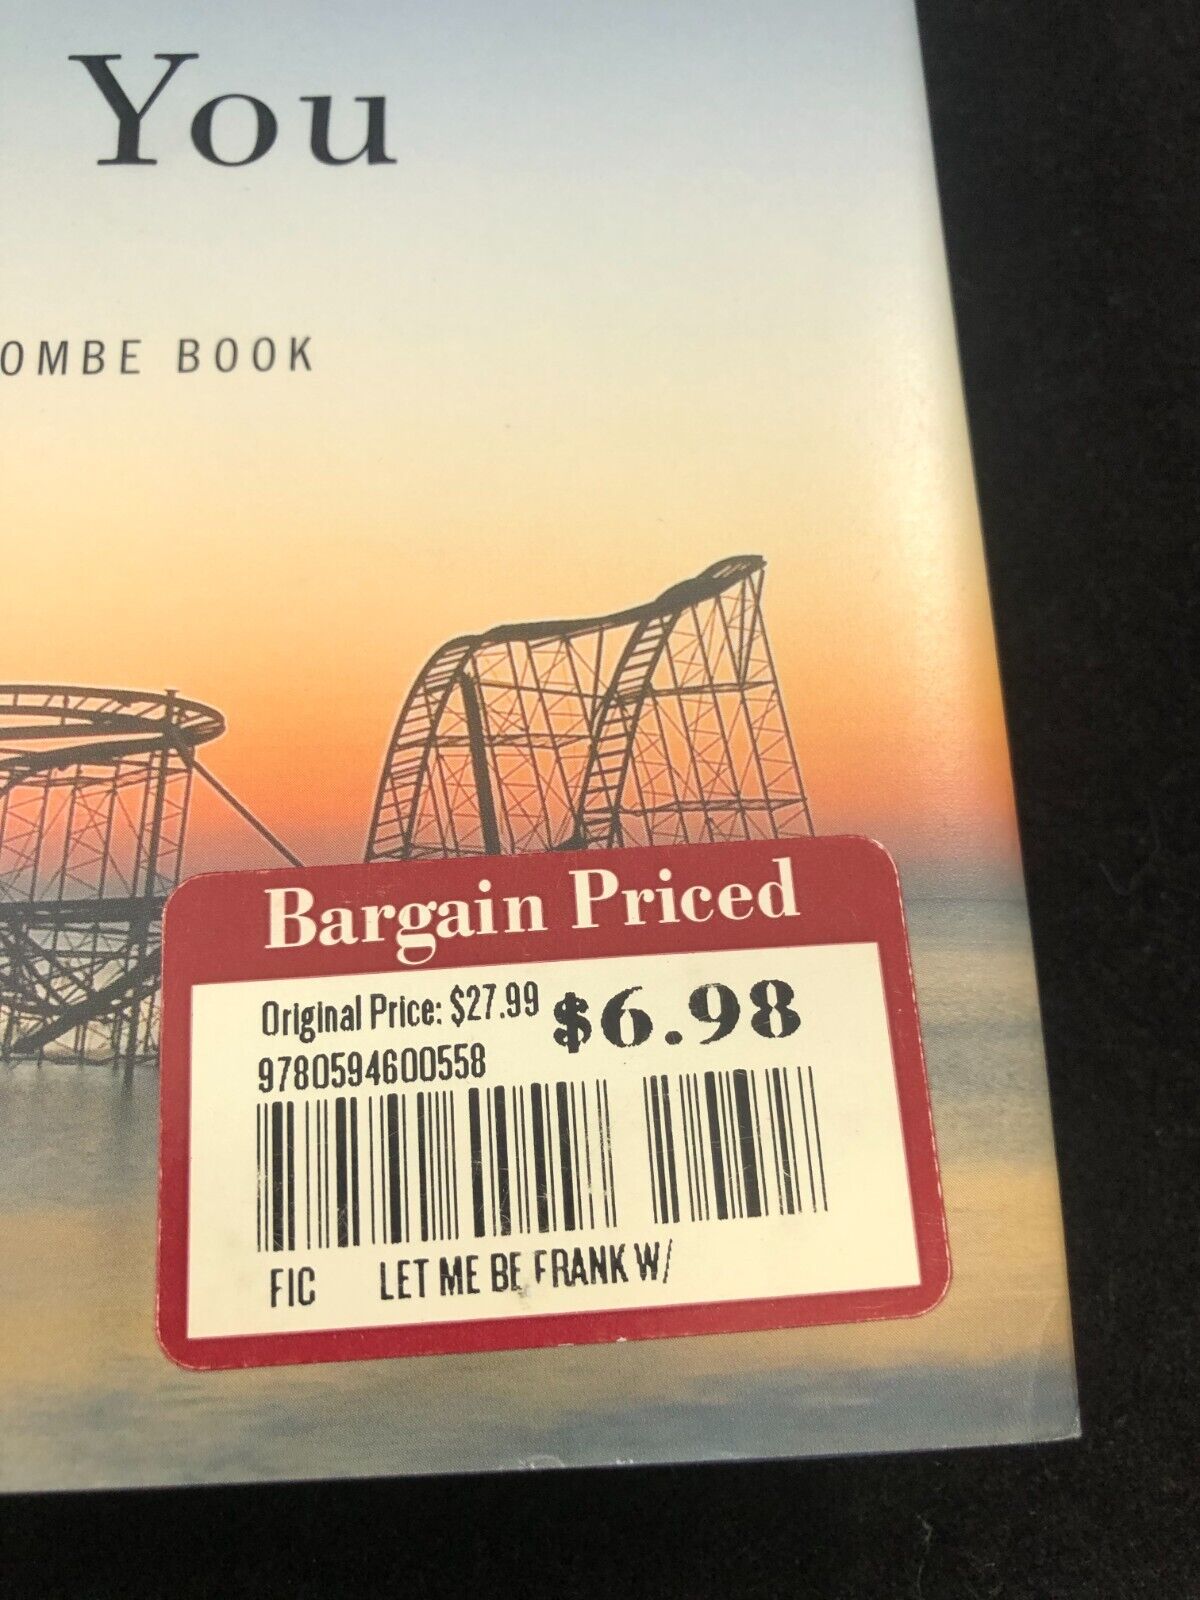 You
OMBE BOOK
Bargain Priced
Original Price: $27.99 $6.98
9780594600558
FIC LET ME BE FRANK W/